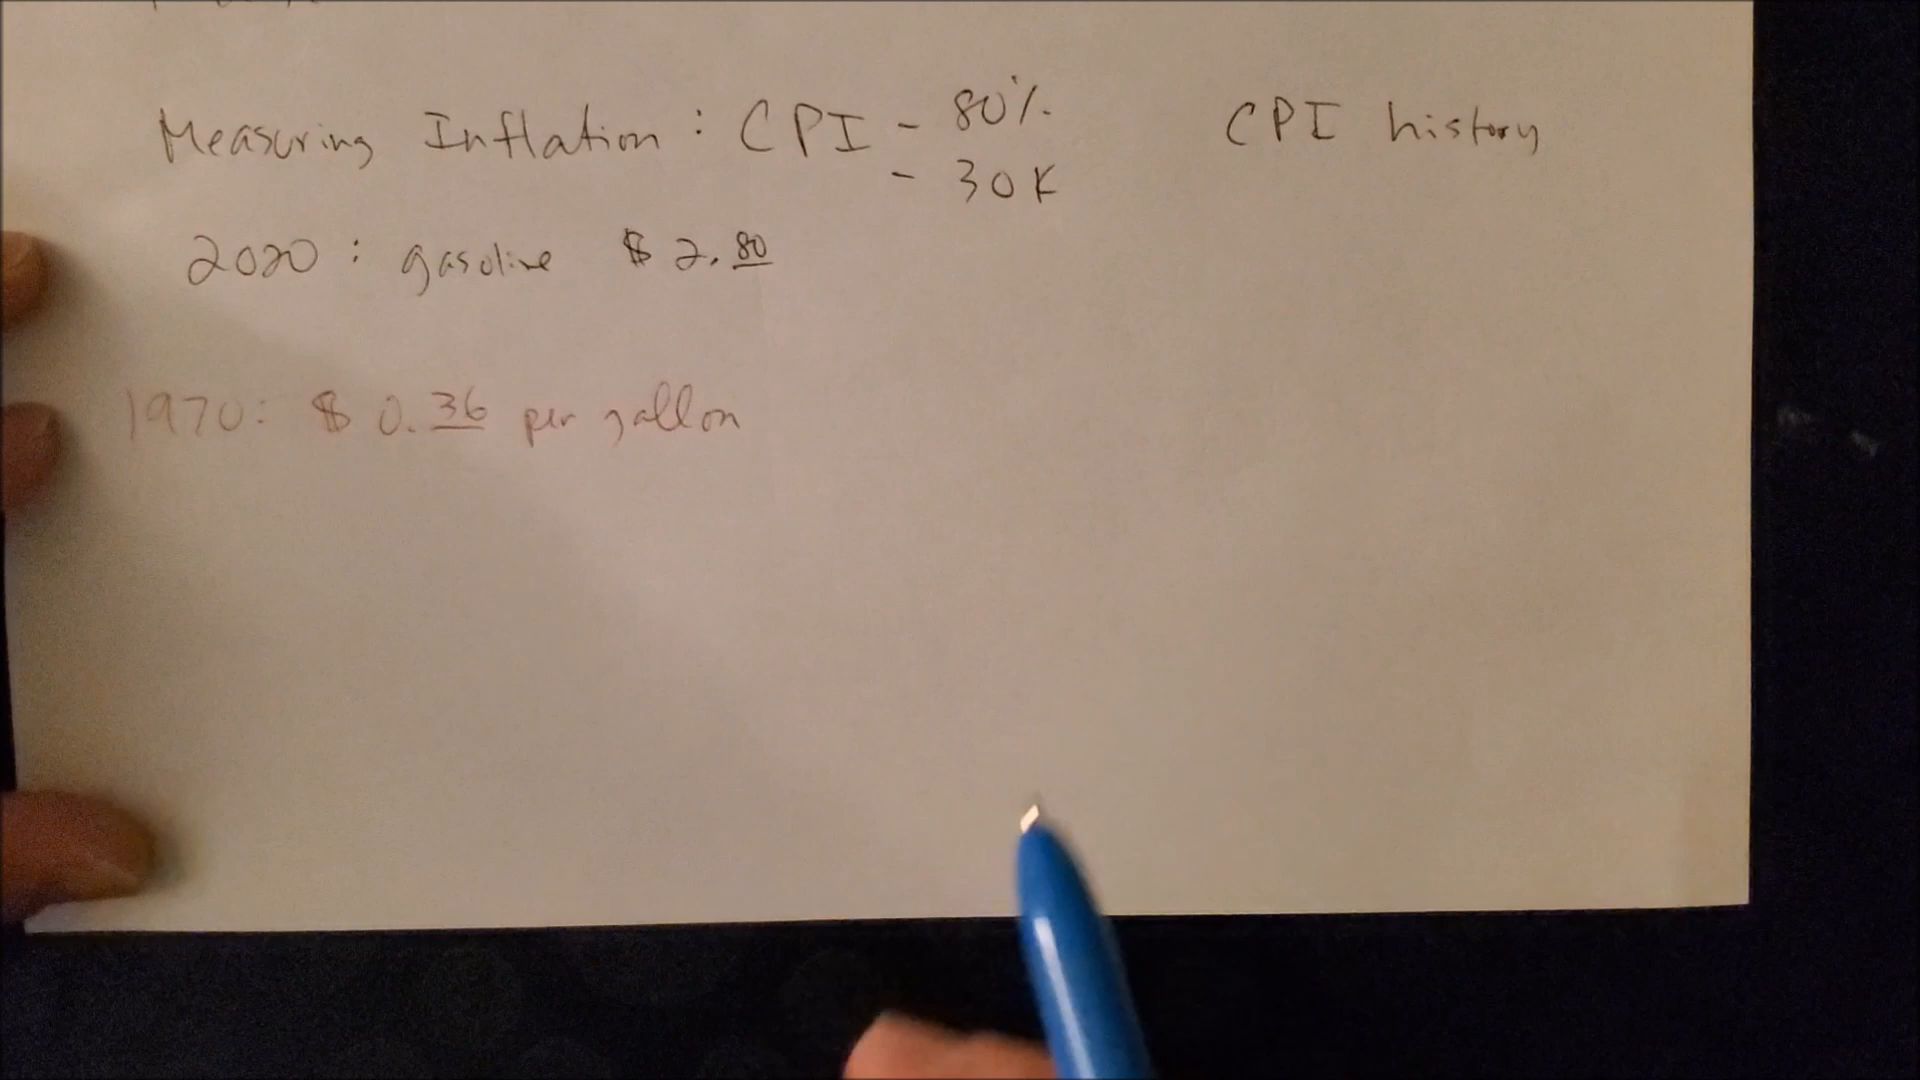 Measuring Inflation : CPI - 80% CPI history
- 30K
2020 : gasoline $ 2.80
1970: $ 0.36 per gallon